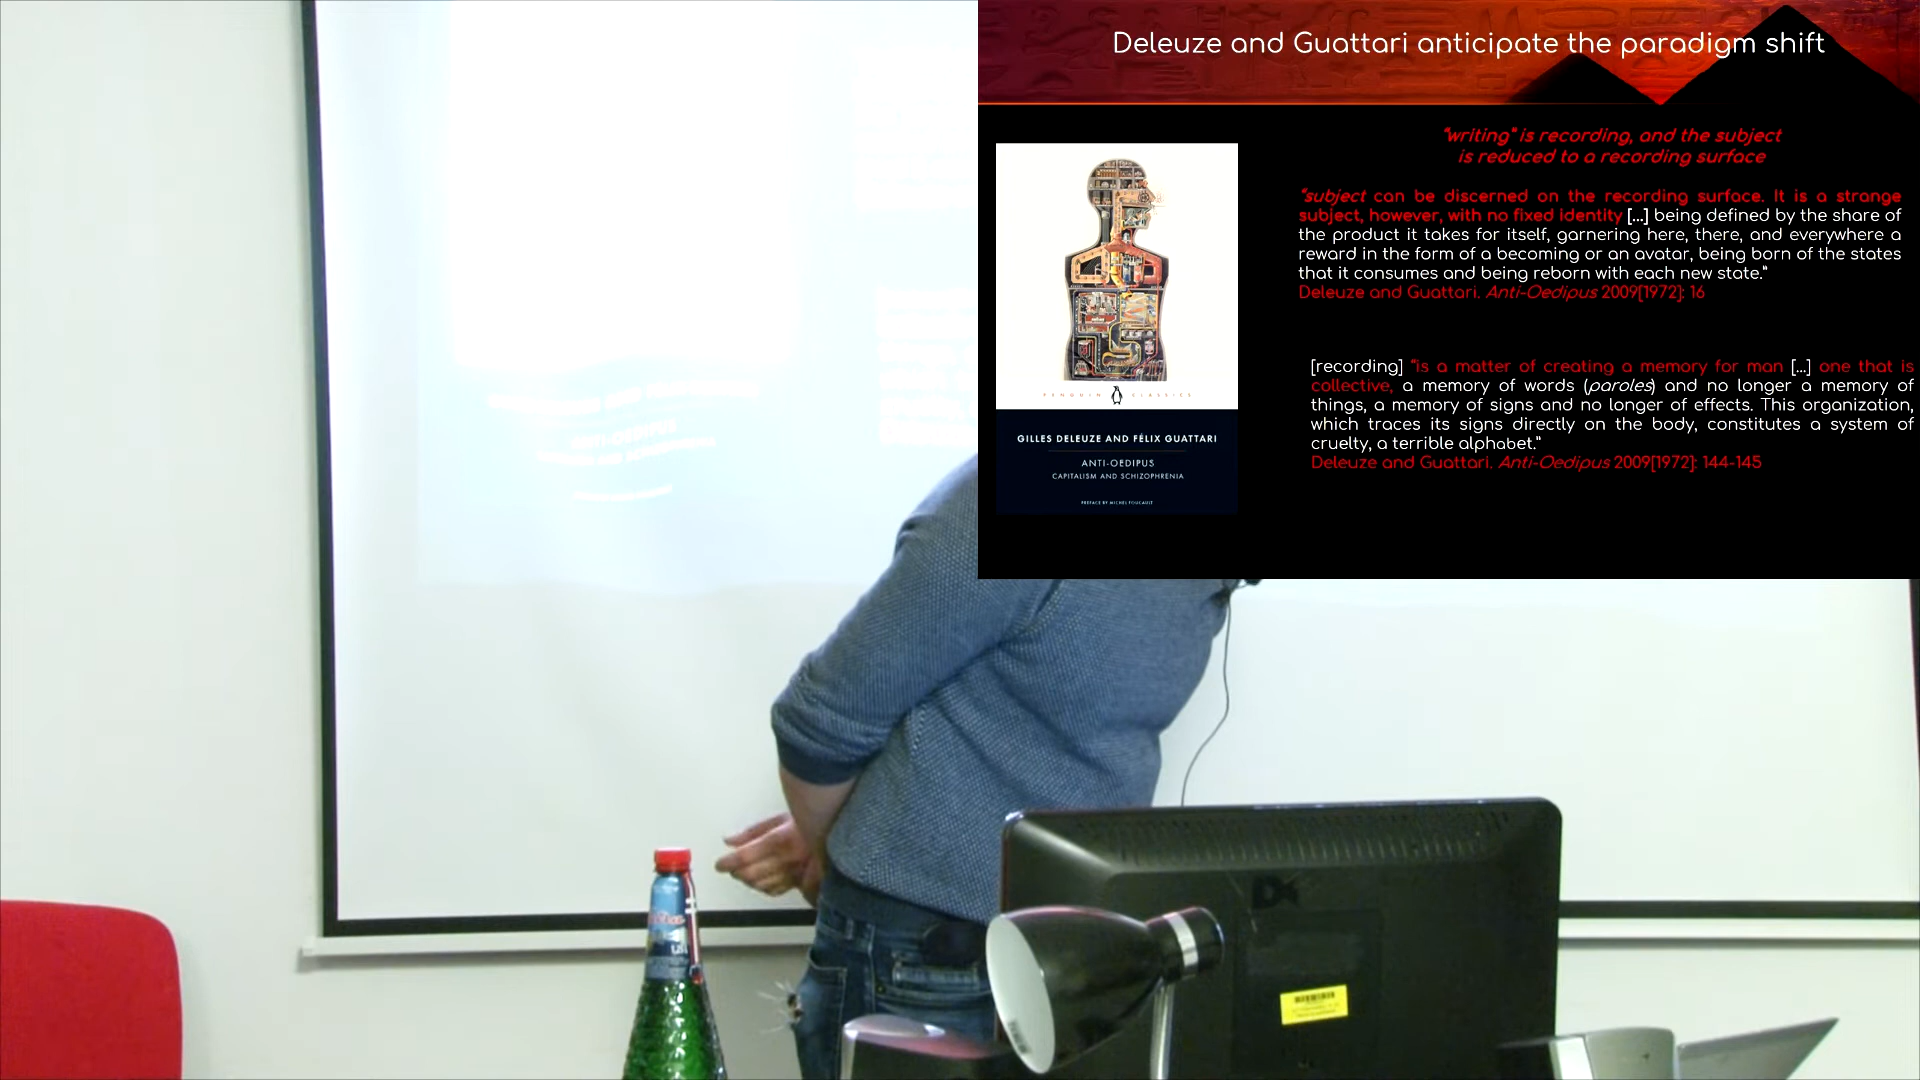 Deleuze and Guattari anticipate the paradigm shift
“writing” is recording, and the subject
is reduced to a recording surface
“subject can be discerned on the recording surface. It is a strange
subject, however, with no fixed identity [...] being defined by the share of
the product it takes for itself, garnering here, there, and everywhere a
reward in the form of a becoming or an avatar, being born of the states
that it consumes and being reborn with each new state.”
Deleuze and Guattari. Anti-Oedipus 2009[1972]: 16
[recording] “is a matter of creating a memory for man [...] one that is
collective, a memory of words (paroles) and no longer a memory of
things, a memory of signs and no longer of effects. This organization,
which traces its signs directly on the body, constitutes a system of
cruelty, a terrible alphabet.”
Deleuze and Guattari. Anti-Oedipus 2009[1972]: 144-145
PENGUIN CLASSICS
GILLES DELEUZE AND FÉLIX GUATTARI
ANTI-OEDIPUS
CAPITALISM AND SCHIZOPHRENIA
PREFACE BY MICHEL FOUCAULT